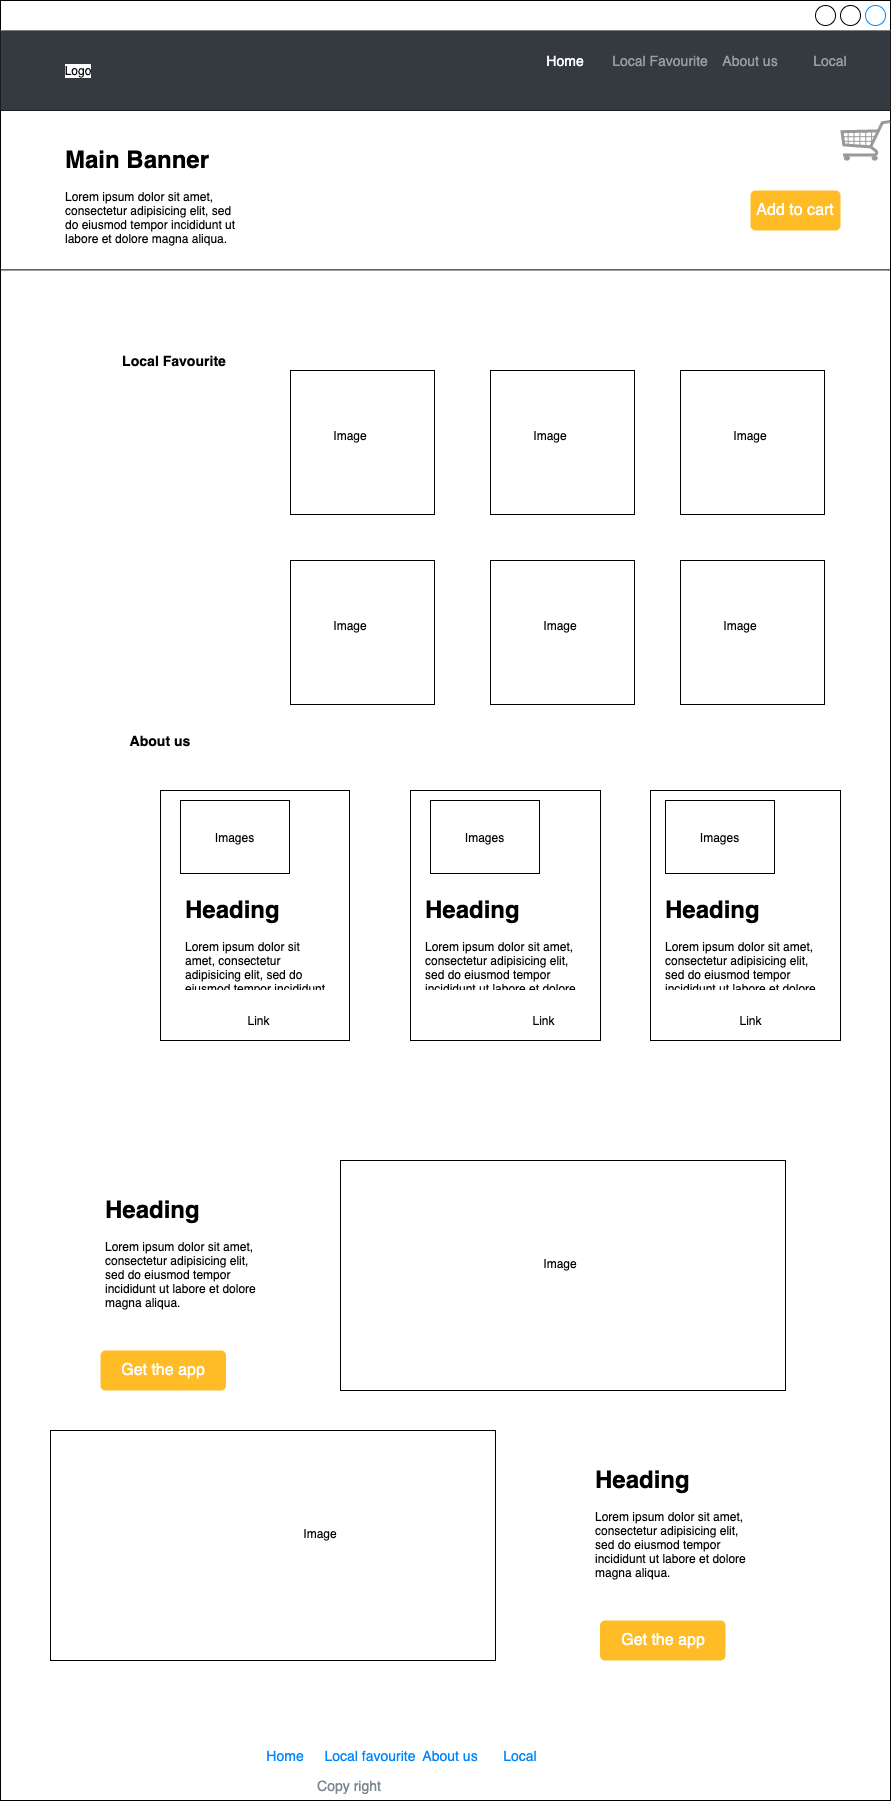 Logo
Home Local Favourite About us Local
Main Banner
Lorem ipsum dolor sit amet,
consectetur adipisicing elit, sed
do eiusmod tempor incididunt ut
labore et dolore magna aliqua.
Add to cart
Local Favourite
Image
Image
Image
Image
Image
Image
About us
Images
Heading
Lorem ipsum dolor sit
amet, consectetur
adipisicing elit, sed do
eiusmod tempor incididunt
Link
Images
Heading
Lorem ipsum dolor sit amet,
consectetur adipisicing elit,
sed do eiusmod tempor
incididunt ut labore et dolore
Link
Images
Heading
Lorem ipsum dolor sit amet,
consectetur adipisicing elit,
sed do eiusmod tempor
incididunt ut labore et dolore
Link
Heading
Lorem ipsum dolor sit amet,
consectetur adipisicing elit,
sed do eiusmod tempor
incididunt ut labore et dolore
magna aliqua.
Get the app
Image
Image
Heading
Lorem ipsum dolor sit amet,
consectetur adipisicing elit,
sed do eiusmod tempor
incididunt ut labore et dolore
magna aliqua.
Get the app
Home Local favourite About us Local
Copy right